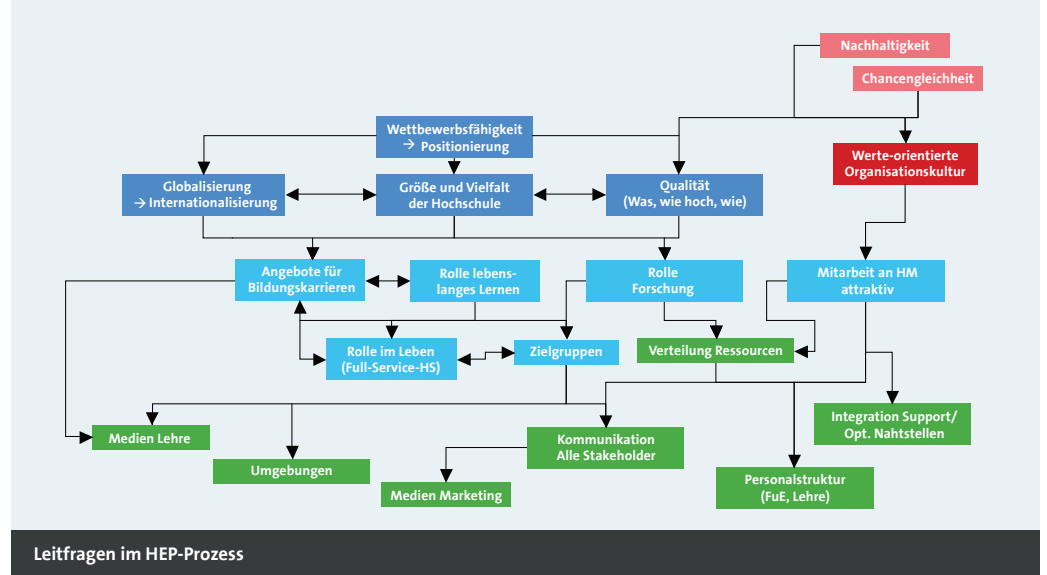 Nachhaltigkeit
Chancengleichheit
Wettbewerbsfähigkeit
→ Positionierung
Werte-orientierte
Organisationskultur
Globalisierung
→ Internationalisierung
Größe und Vielfalt
der Hochschule
Qualität
(Was, wie hoch, wie)
Angebote für
Bildungskarrieren
Rolle lebens-
langes Lernen
Rolle
Forschung
Mitarbeit an HM
attraktiv
Rolle im Leben
(Full-Service-HS)
Zielgruppen
Verteilung Ressourcen
Medien Lehre
Umgebungen
Kommunikation
Alle Stakeholder
Integration Support/
Opt. Nahtstellen
Medien Marketing
Personalstruktur
(FuE, Lehre)
Leitfragen im HEP-Prozess